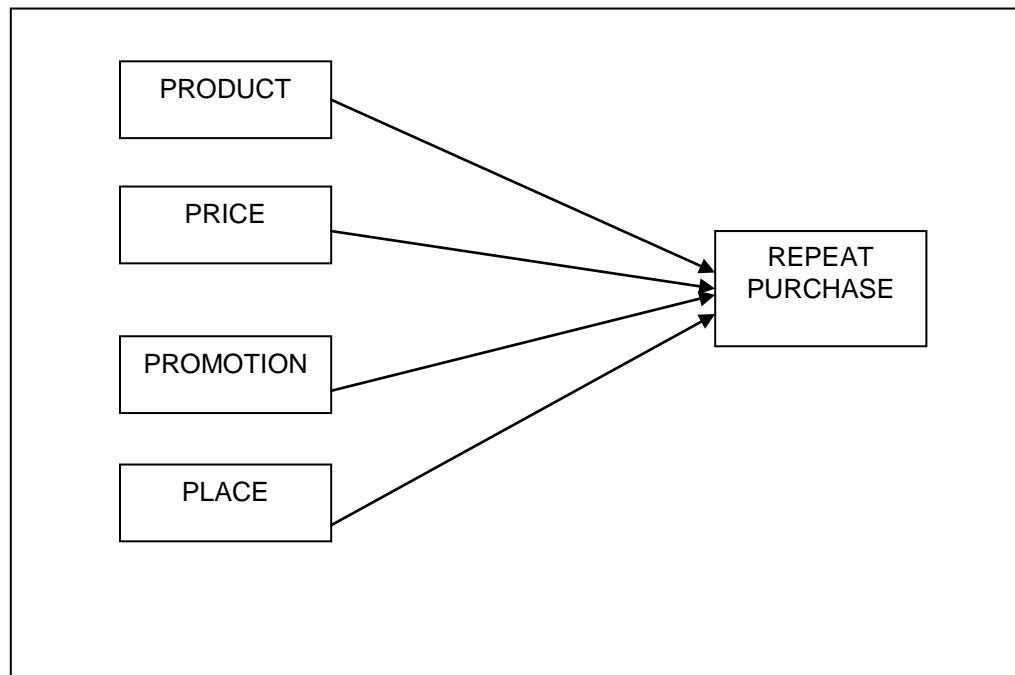 PRODUCT
PRICE
PROMOTION
PLACE
REPEAT
PURCHASE